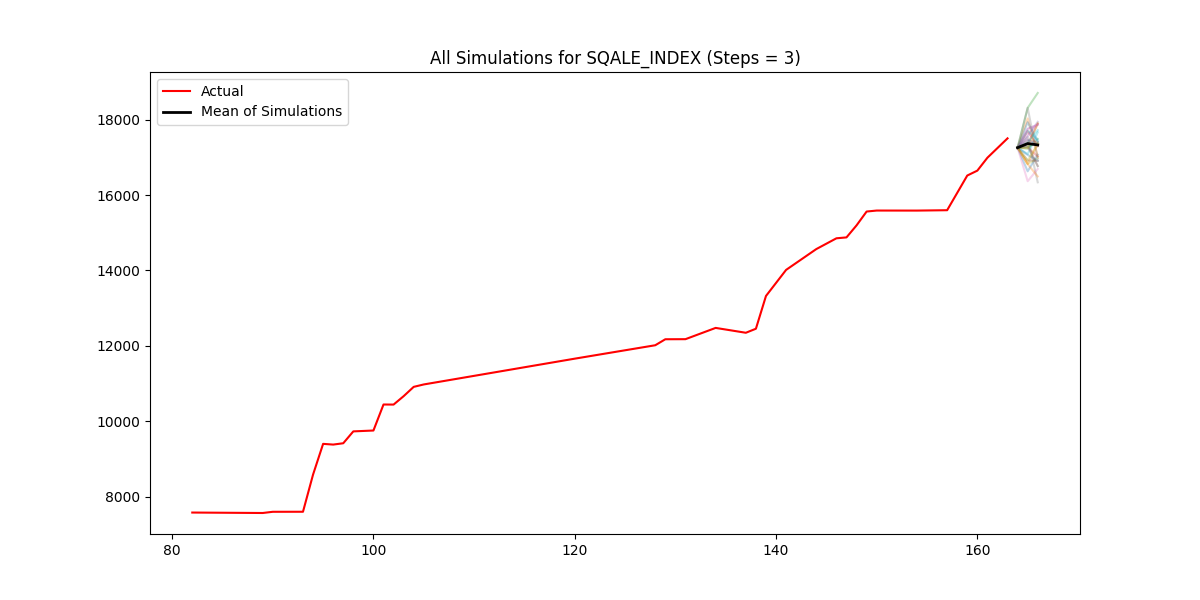 All Simulations for SQALE_INDEX (Steps = 3)
Actual
Mean of Simulations
18000
16000
14000
12000
10000
8000
80 100 120 140 160